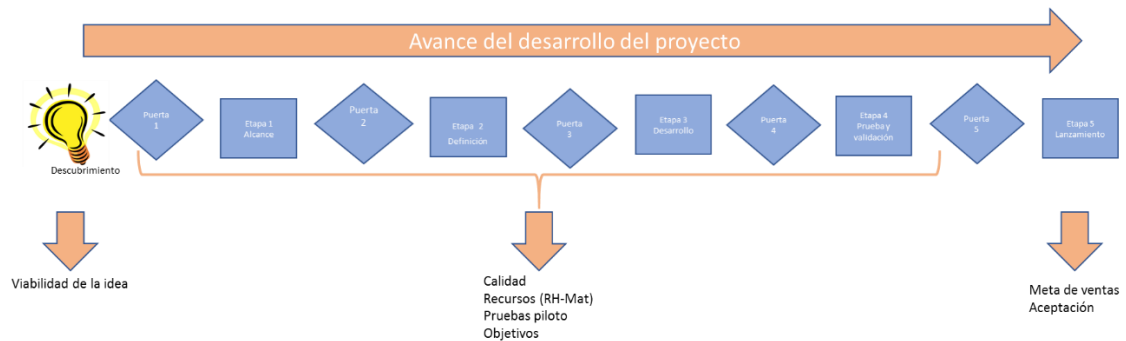 Avance del desarrollo del proyecto
Descubrimiento
Puerta
1
Etapa 1
Alcance
Puerta
2
Etapa 2
Definición
Puerta
3
Etapa 3
Desarrollo
Puerta
4
Etapa 4
Prueba y
validación
Puerta
5
Etapa 5
Lanzamiento
Viabilidad de la idea
Calidad
Recursos (RH-Mat)
Pruebas piloto
Objetivos
Meta de ventas
Aceptación